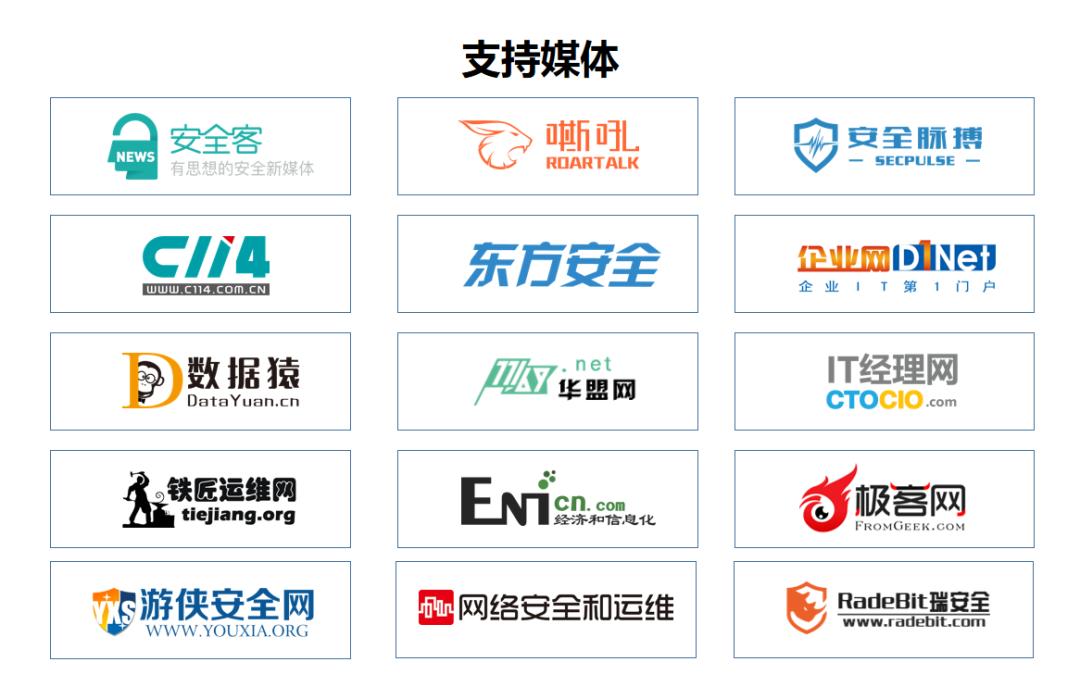 支持媒体
NEWS
安全客
有思想的安全新媒体
嘶吼
ROARTALK
安全脉搏
SECPULSE
C114
WWW.C114.COM.CN
东方安全
企业网D1Net
企业IT第1门户
数据猿
DataYuan.cn
.net
华盟网
IT经理网
CTOCIO.com
铁匠运维网
tiejiang.org
ENI cn.com
经济和信息化
极客网
FROMGEEK.COM
YXS
游侠安全网
WWW.YOUXIA.ORG
网络安全和运维
RadeBit瑞安全
www.radebit.com